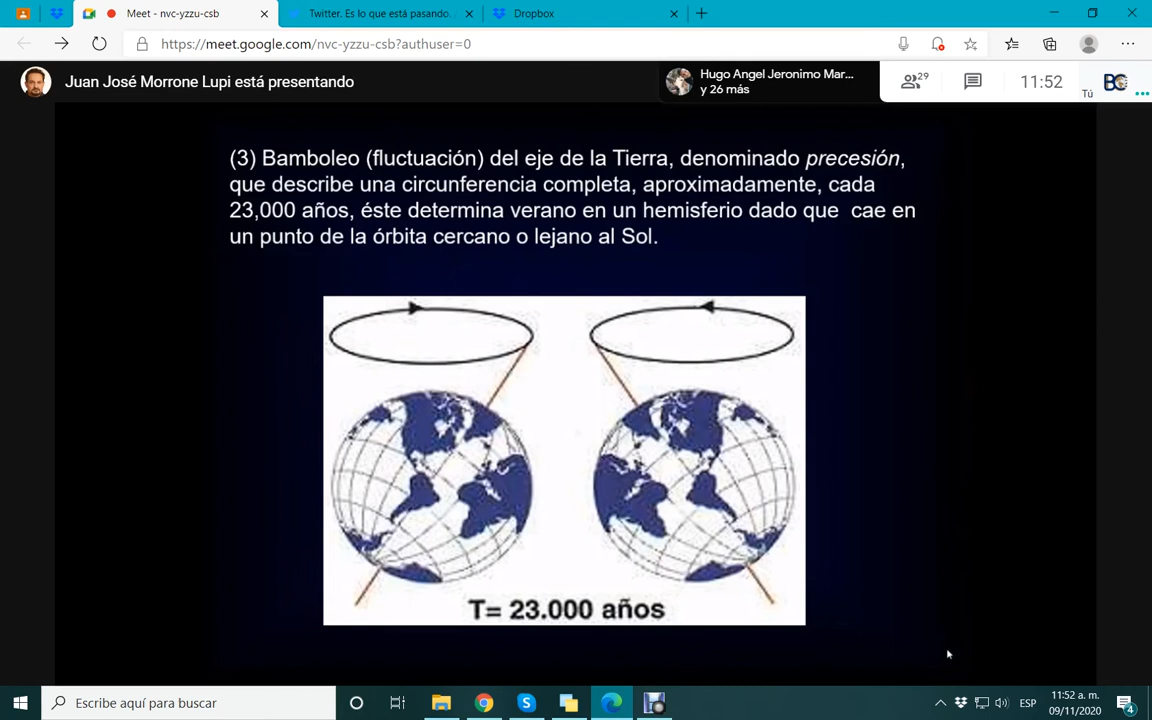 Meet - nvc-yzzu-csb
Twitter. Es lo que está pasando.
Dropbox
https://meet.google.com/nvc-yzzu-csb?authuser=0
Juan José Morrone Lupi está presentando
Hugo Angel Jeronimo Mar...
y 26 más
29
11:52
Tú
BC
(3) Bamboleo (fluctuación) del eje de la Tierra, denominado precesión,
que describe una circunferencia completa, aproximadamente, cada
23,000 años, éste determina verano en un hemisferio dado que cae en
un punto de la órbita cercano o lejano al Sol.
T= 23.000 años
Escribe aquí para buscar
ESP
11:52 a. m.
09/11/2020
4